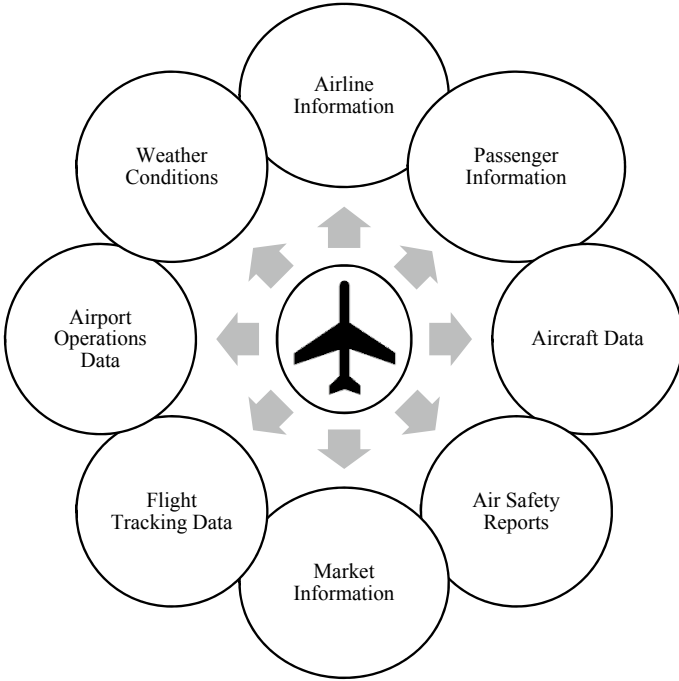 Airline
Information
Passenger
Information
Aircraft Data
Air Safety
Reports
Market
Information
Flight
Tracking Data
Airport
Operations
Data
Weather
Conditions